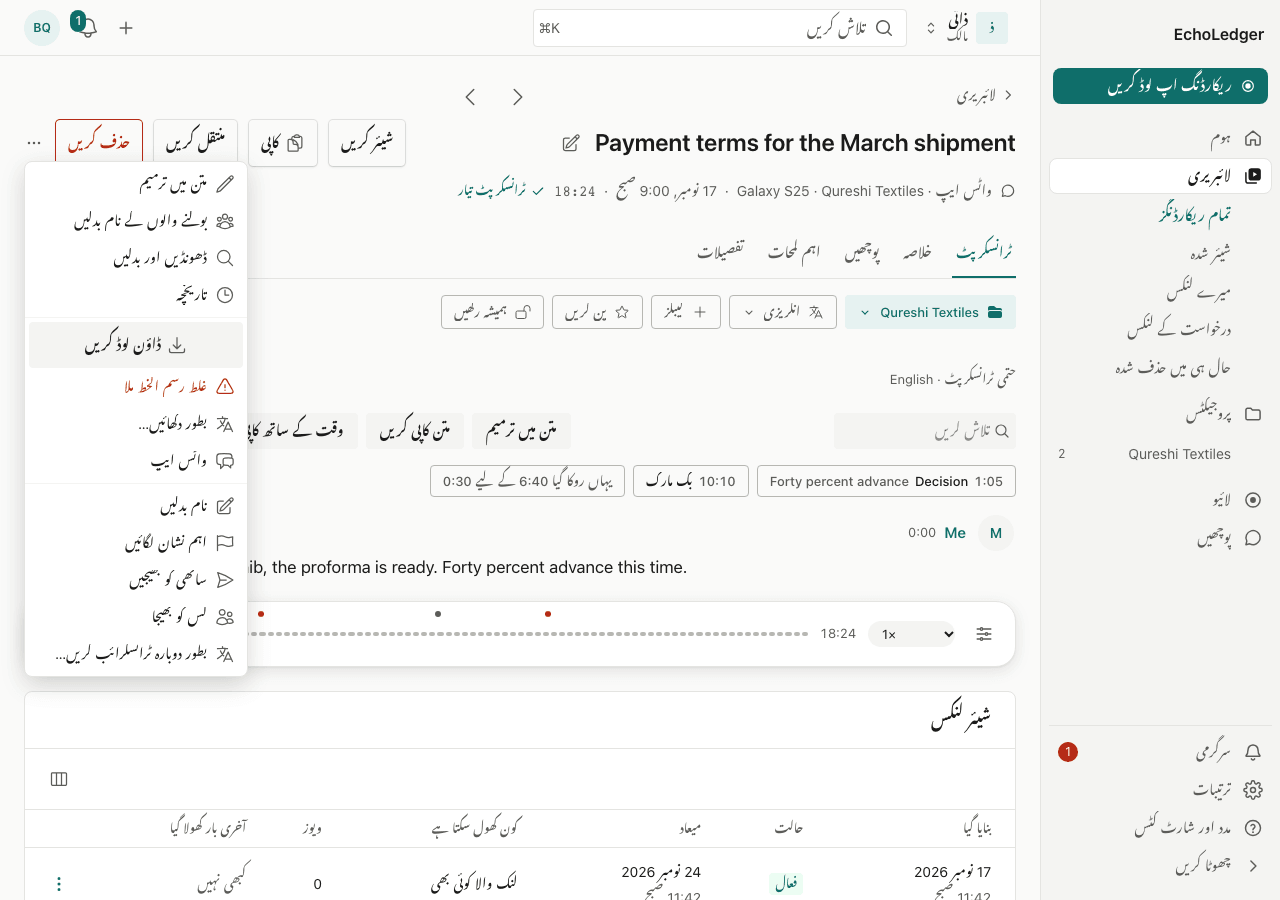 EchoLedger
ریکارڈنگ اپ لوڈ کریں
ہوم
لائبریری
تمام ریکارڈنگز
شیئر شدہ
میرے لنکس
درخواست کے لنکس
حال ہی میں حذف شدہ
پروجیکٹس
Qureshi Textiles 2
لائیو
پوچھیں
سرگرمی 1
ترتیبات
مدد اور شارٹ کٹس
چھوٹا کریں
ذ ذاتی
مالک
تلاش کریں ⌘K
1
BQ
لائبریری
Payment terms for the March shipment
شیئر کریں
کاپی
منتقل کریں
حذف کریں
...
واٹس ایپ · Galaxy S25 · Qureshi Textiles · 17 نومبر, 9:00 صبح · 18:24 ٹرانسکرپٹ تیار
ٹرانسکرپٹ خلاصہ پوچھیں اہم لمحات تفصیلات
Qureshi Textiles
انگریزی
لیبلز
پن کریں
ہمیشہ رکھیں
حتمی ٹرانسکرپٹ · English
تلاش کریں
متن میں ترمیم
متن کاپی کریں
وقت کے ساتھ
1:05 Decision Forty percent advance
10:10 بک مارک
یہاں روکا گیا 6:40 کے لیے 0:30
M Me 0:00
the proforma is ready. Forty percent advance this time.
18:24
1×
متن میں ترمیم
بولنے والوں کے نام بدلیں
ڈھونڈیں اور بدلیں
تاریخچہ
ڈاؤن لوڈ کریں
غلط رسم الخط ملا
بطور دکھائیں...
واٹس ایپ
نام بدلیں
اہم نشان لگائیں
ساتھی کو بھیجیں
کس کو بھیجا
بطور دوبارہ ٹرانسکرائب کریں...
شیئر لنکس
بنایا گیا حالت میعاد کون کھول سکتا ہے ویوز آخری بار کھولا گیا
17 نومبر 2026 فعال 24 نومبر 2026 لنک والا کوئی بھی 0 کبھی نہیں
11:42 صبح 11:42 صبح